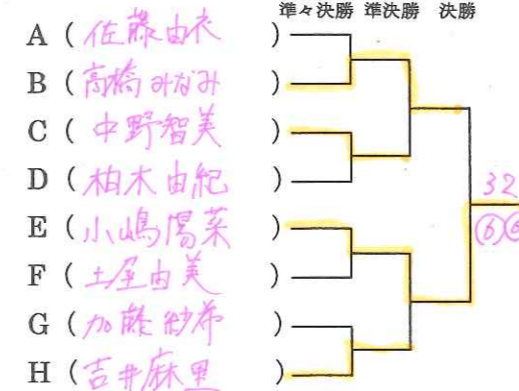 準々決勝 準決勝 決勝
A ( 佐藤由衣 )
B ( 高橋みなみ )
C ( 中野智美 )
D ( 柏木由紀 )
32
E ( 小嶋陽菜 )
⑥⑥
F ( 土屋由美 )
G ( 加藤紗希 )
H ( 吉井麻里 )